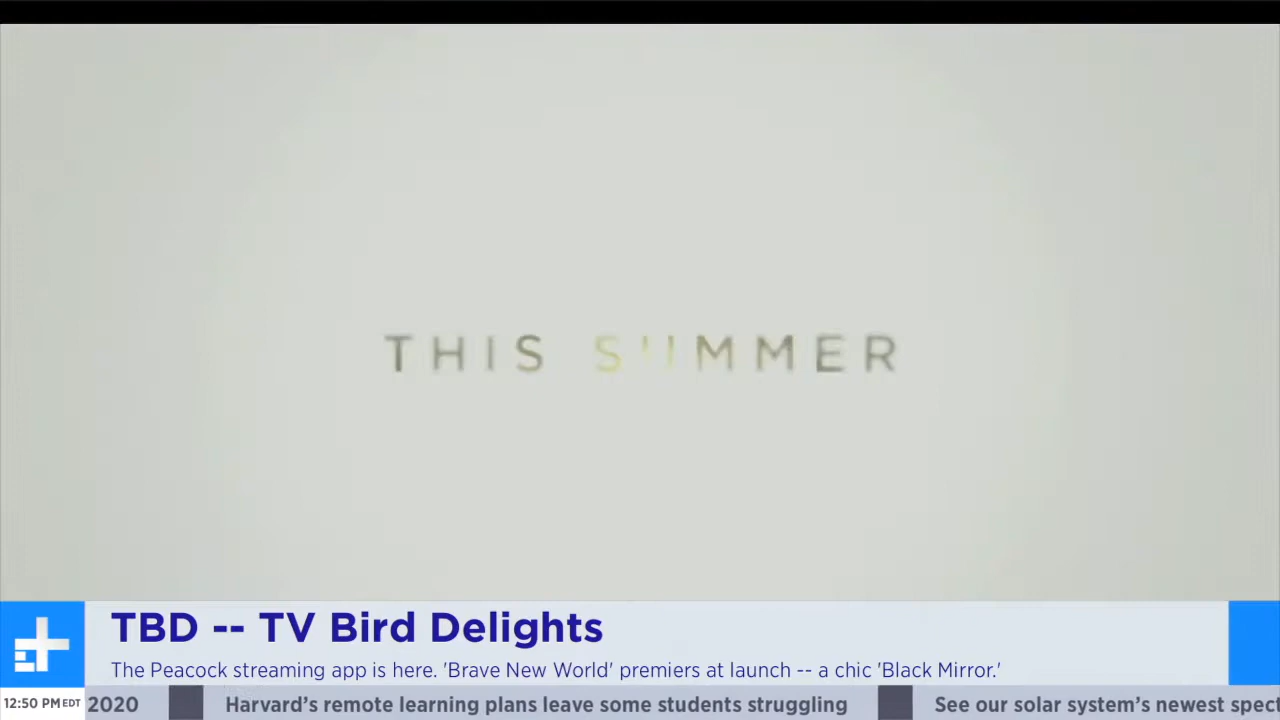 THIS SUMMER
TBD -- TV Bird Delights
The Peacock streaming app is here. 'Brave New World' premiers at launch -- a chic 'Black Mirror.'
12:50 PM EDT 2020 Harvard’s remote learning plans leave some students struggling See our solar system’s newest spect